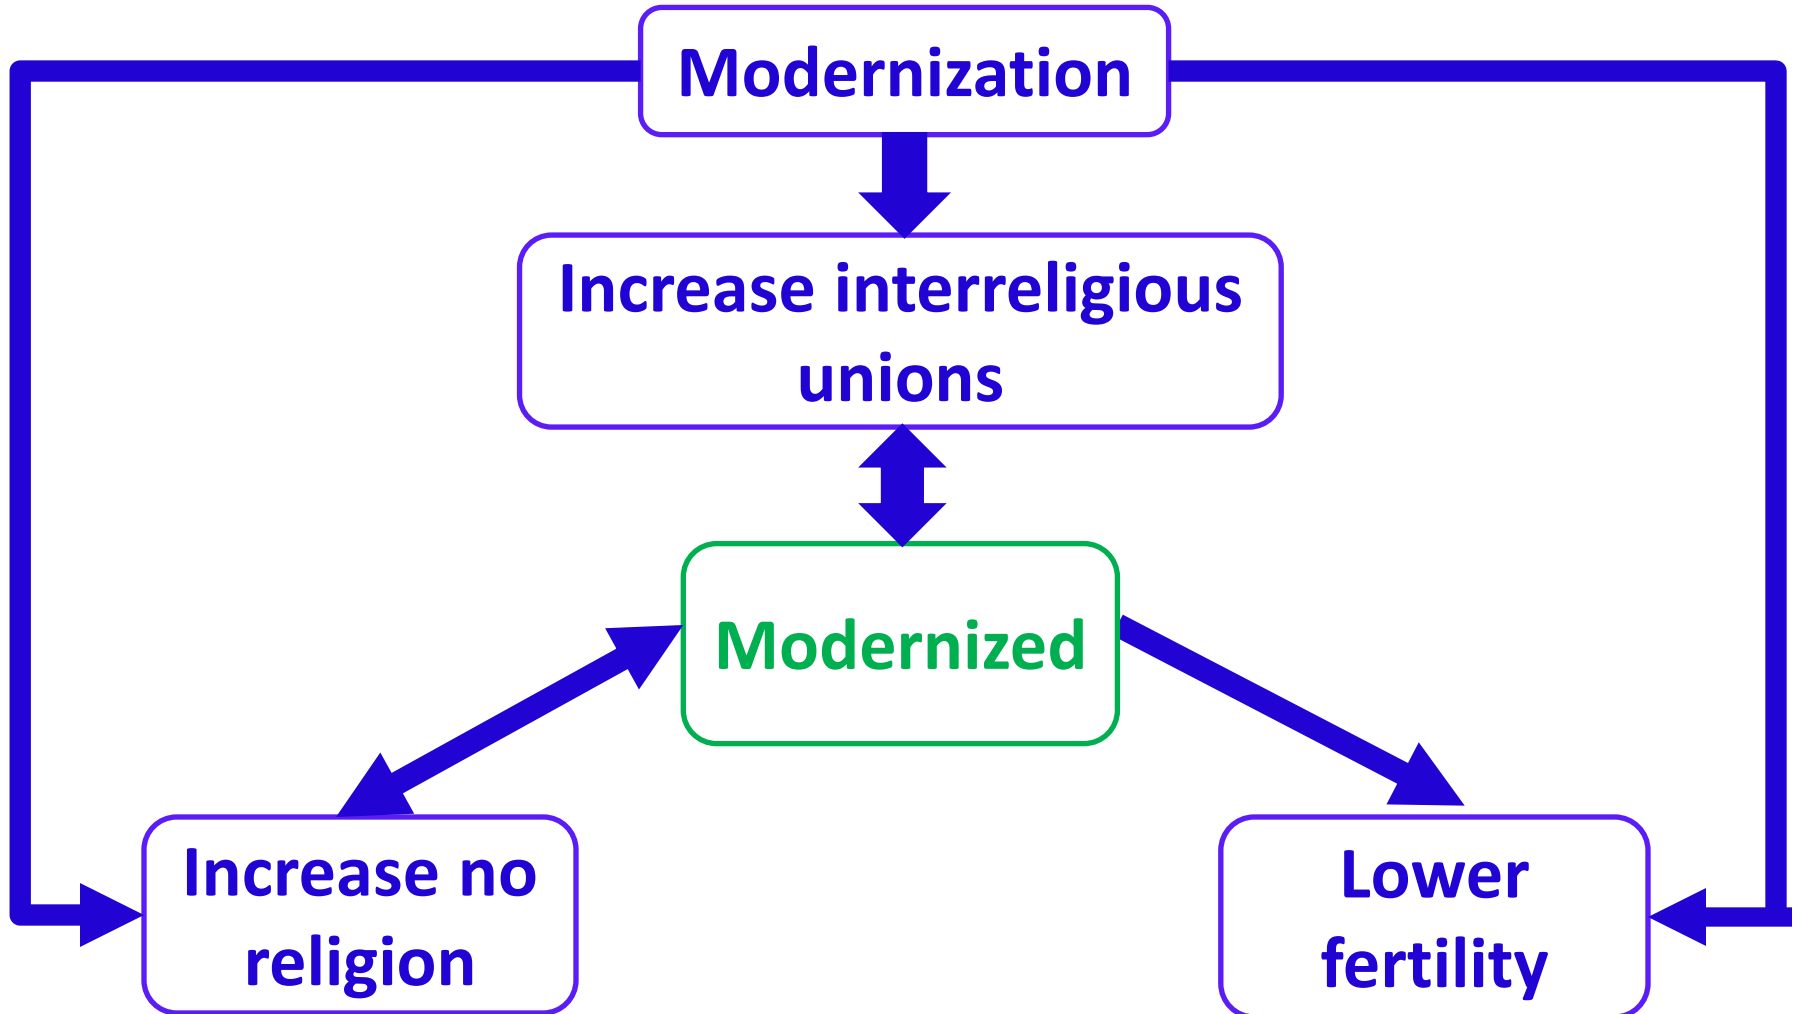 Modernization
Increase interreligious
unions
Modernized
Increase no
religion
Lower
fertility